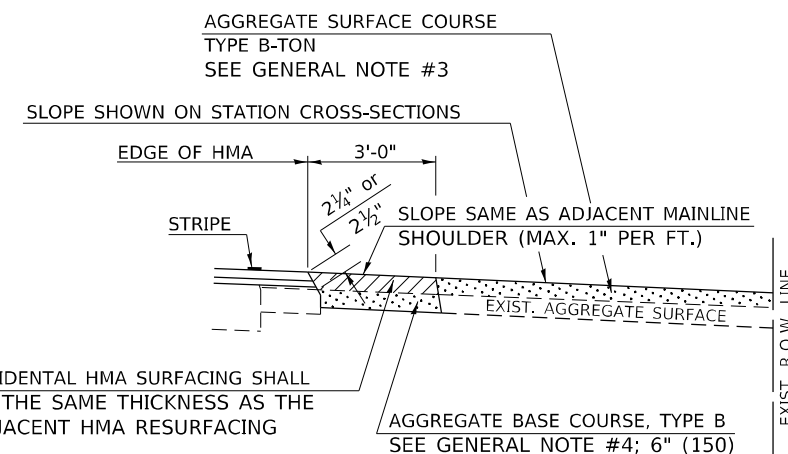 AGGREGATE SURFACE COURSE
TYPE B-TON
SEE GENERAL NOTE #3
SLOPE SHOWN ON STATION CROSS-SECTIONS
EDGE OF HMA
3'-0"
2¼" or
2½"
STRIPE
SLOPE SAME AS ADJACENT MAINLINE
SHOULDER (MAX. 1" PER FT.)
EXIST. AGGREGATE SURFACE
EXIST. ROW LINE
HMA SURFACING SHALL
THE SAME THICKNESS AS THE
HMA RESURFACING
AGGREGATE BASE COURSE, TYPE B
SEE GENERAL NOTE #4; 6" (150)